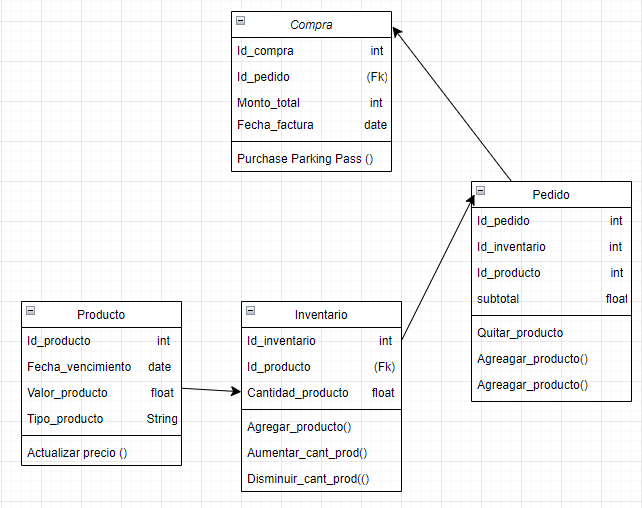 Compra
Id_compra int
Id_pedido (Fk)
Monto_total int
Fecha_factura date
Purchase Parking Pass ()
Pedido
Id_pedido int
Id_inventario int
Id_producto int
subtotal float
Quitar_producto
Agreagar_producto()
Agreagar_producto()
Producto
Id_producto int
Fecha_vencimiento date
Valor_producto float
Tipo_producto String
Actualizar precio ()
Inventario
Id_inventario int
Id_producto (Fk)
Cantidad_producto float
Agregar_producto()
Aumentar_cant_prod()
Disminuir_cant_prod(()